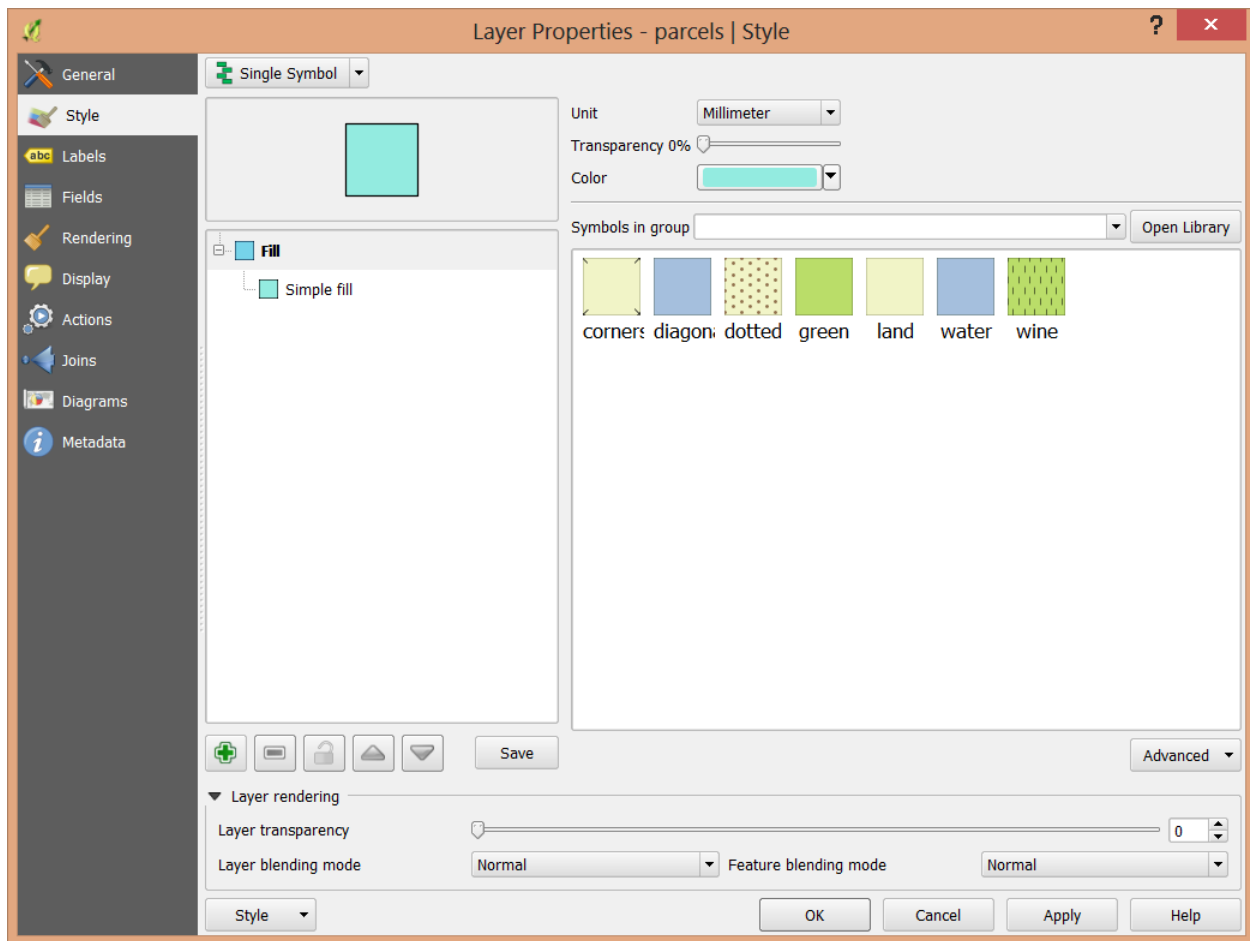 Layer Properties - parcels | Style
?
General
Style
abc Labels
Fields
Rendering
Display
Actions
Joins
Diagrams
i Metadata
Single Symbol
Unit Millimeter
Transparency 0%
Color
Symbols in group Open Library
Fill
Simple fill
corners diagona dotted green land water wine
Save
Advanced
Layer rendering
Layer transparency 0
Layer blending mode Normal Feature blending mode Normal
Style OK Cancel Apply Help